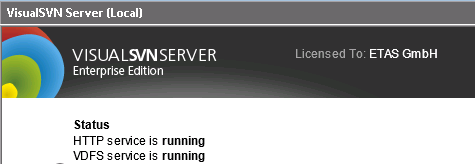 VisualSVN Server (Local)
VISUALSVNSERVER
Enterprise Edition
Licensed To: ETAS GmbH
Status
HTTP service is running
VDFS service is running